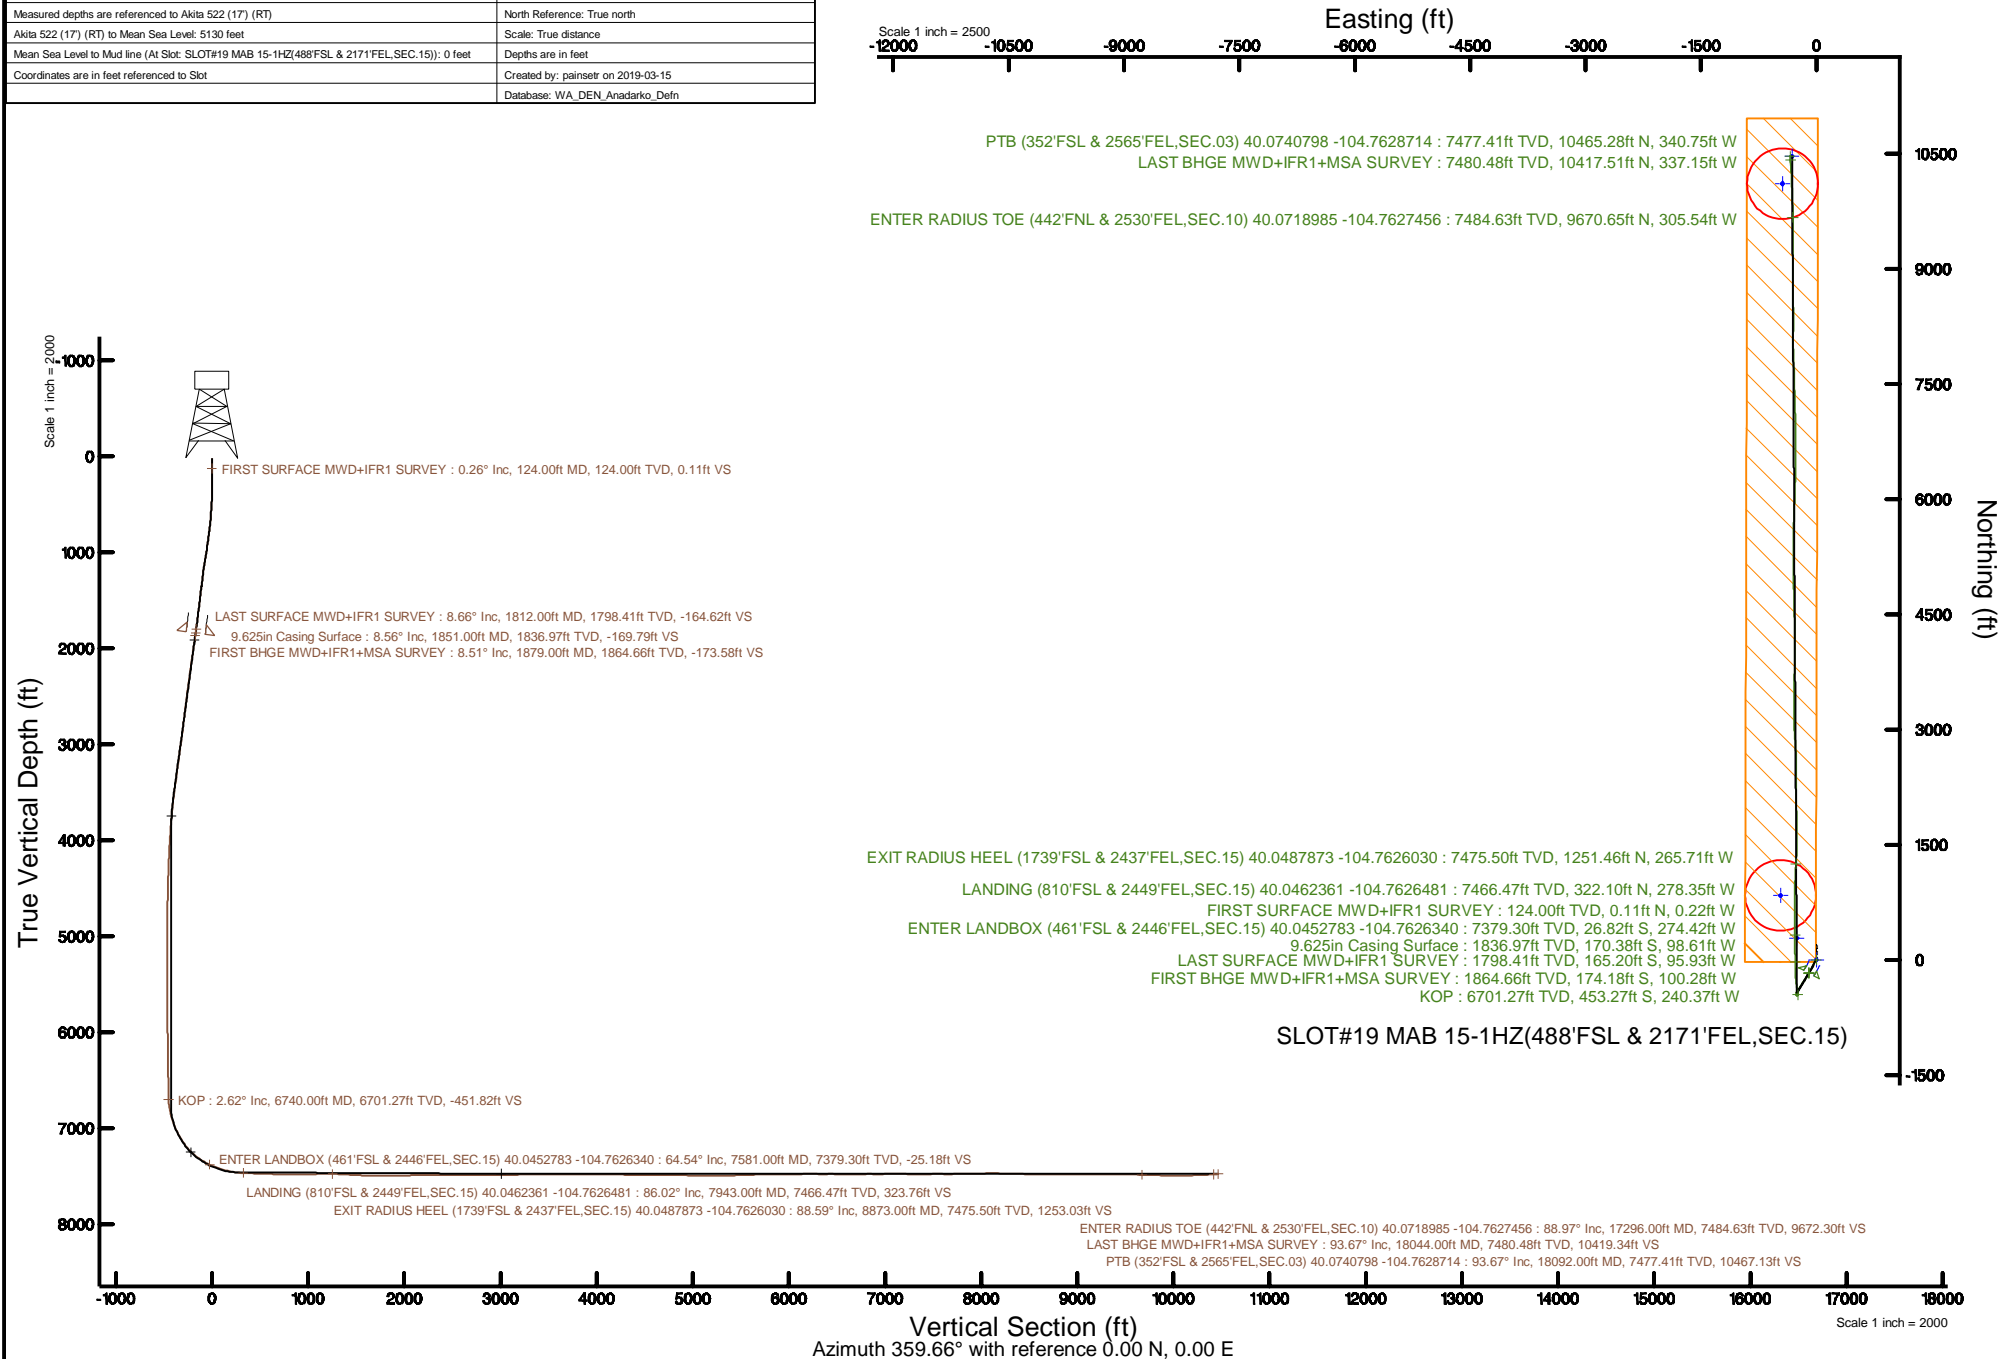 Measured depths are referenced to Akita 522 (17') (RT)
North Reference: True north
Akita 522 (17') (RT) to Mean Sea Level: 5130 feet
Scale: True distance
Mean Sea Level to Mud line (At Slot: SLOT#19 MAB 15-1HZ(488'FSL & 2171'FEL,SEC.15)): 0 feet
Depths are in feet
Coordinates are in feet referenced to Slot
Created by: painsetr on 2019-03-15
Database: WA_DEN_Anadarko_Defn
Easting (ft)
Scale 1 inch = 2500
-12000 -10500 -9000 -7500 -6000 -4500 -3000 -1500 0
PTB (352'FSL & 2565'FEL,SEC.03) 40.0740798 -104.7628714 : 7477.41ft TVD, 10465.28ft N, 340.75ft W
LAST BHGE MWD+IFR1+MSA SURVEY : 7480.48ft TVD, 10417.51ft N, 337.15ft W
ENTER RADIUS TOE (442'FNL & 2530'FEL,SEC.10) 40.0718985 -104.7627456 : 7484.63ft TVD, 9670.65ft N, 305.54ft W
EXIT RADIUS HEEL (1739'FSL & 2437'FEL,SEC.15) 40.0487873 -104.7626030 : 7475.50ft TVD, 1251.46ft N, 265.71ft W
LANDING (810'FSL & 2449'FEL,SEC.15) 40.0462361 -104.7626481 : 7466.47ft TVD, 322.10ft N, 278.35ft W
FIRST SURFACE MWD+IFR1 SURVEY : 124.00ft TVD, 0.11ft N, 0.22ft W
ENTER LANDBOX (461'FSL & 2446'FEL,SEC.15) 40.0452783 -104.7626340 : 7379.30ft TVD, 26.82ft S, 274.42ft W
9.625in Casing Surface : 1836.97ft TVD, 170.38ft S, 98.61ft W
LAST SURFACE MWD+IFR1 SURVEY : 1798.41ft TVD, 165.20ft S, 95.93ft W
FIRST BHGE MWD+IFR1+MSA SURVEY : 1864.66ft TVD, 174.18ft S, 100.28ft W
KOP : 6701.27ft TVD, 453.27ft S, 240.37ft W
SLOT#19 MAB 15-1HZ(488'FSL & 2171'FEL,SEC.15)
10500
9000
7500
6000
4500
3000
1500
0
-1500
Northing (ft)
Scale 1 inch = 2000
-1000
0
1000
2000
3000
4000
5000
6000
7000
8000
True Vertical Depth (ft)
FIRST SURFACE MWD+IFR1 SURVEY : 0.26° Inc, 124.00ft MD, 124.00ft TVD, 0.11ft VS
LAST SURFACE MWD+IFR1 SURVEY : 8.66° Inc, 1812.00ft MD, 1798.41ft TVD, -164.62ft VS
9.625in Casing Surface : 8.56° Inc, 1851.00ft MD, 1836.97ft TVD, -169.79ft VS
FIRST BHGE MWD+IFR1+MSA SURVEY : 8.51° Inc, 1879.00ft MD, 1864.66ft TVD, -173.58ft VS
KOP : 2.62° Inc, 6740.00ft MD, 6701.27ft TVD, -451.82ft VS
ENTER LANDBOX (461'FSL & 2446'FEL,SEC.15) 40.0452783 -104.7626340 : 64.54° Inc, 7581.00ft MD, 7379.30ft TVD, -25.18ft VS
LANDING (810'FSL & 2449'FEL,SEC.15) 40.0462361 -104.7626481 : 86.02° Inc, 7943.00ft MD, 7466.47ft TVD, 323.76ft VS
EXIT RADIUS HEEL (1739'FSL & 2437'FEL,SEC.15) 40.0487873 -104.7626030 : 88.59° Inc, 8873.00ft MD, 7475.50ft TVD, 1253.03ft VS
ENTER RADIUS TOE (442'FNL & 2530'FEL,SEC.10) 40.0718985 -104.7627456 : 88.97° Inc, 17296.00ft MD, 7484.63ft TVD, 9672.30ft VS
LAST BHGE MWD+IFR1+MSA SURVEY : 93.67° Inc, 18044.00ft MD, 7480.48ft TVD, 10419.34ft VS
PTB (352'FSL & 2565'FEL,SEC.03) 40.0740798 -104.7628714 : 93.67° Inc, 18092.00ft MD, 7477.41ft TVD, 10467.13ft VS
-1000 0 1000 2000 3000 4000 5000 6000 7000 8000 9000 10000 11000 12000 13000 14000 15000 16000 17000 18000
Vertical Section (ft)
Scale 1 inch = 2000
Azimuth 359.66° with reference 0.00 N, 0.00 E